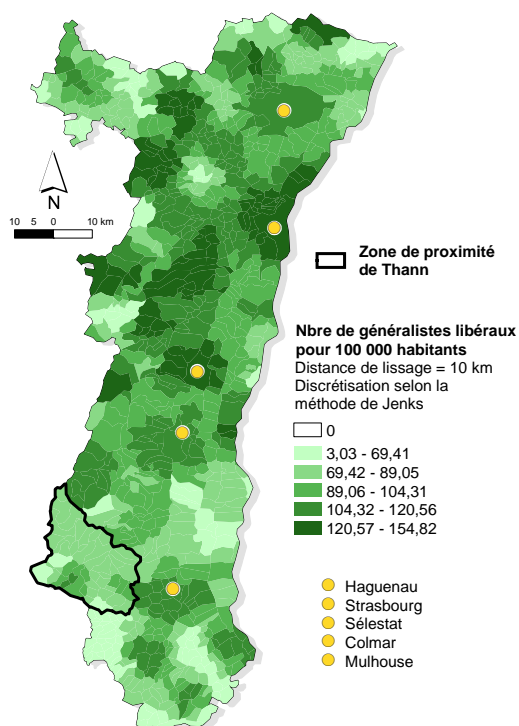 N
10 5 0 10 km
Zone de proximité
de Thann
Nbre de généralistes libéraux
pour 100 000 habitants
Distance de lissage = 10 km
Discrétisation selon la
méthode de Jenks
0
3,03 - 69,41
69,42 - 89,05
89,06 - 104,31
104,32 - 120,56
120,57 - 154,82
Haguenau
Strasbourg
Sélestat
Colmar
Mulhouse